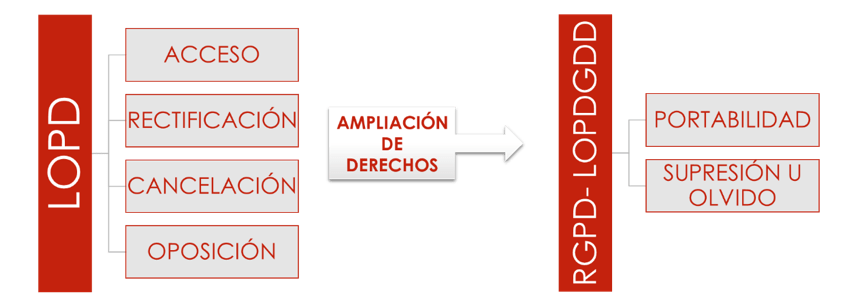 LOPD
ACCESO
RECTIFICACIÓN
CANCELACIÓN
OPOSICIÓN
AMPLIACIÓN
DE
DERECHOS
RGPD- LOPDGDD
PORTABILIDAD
SUPRESIÓN U
OLVIDO